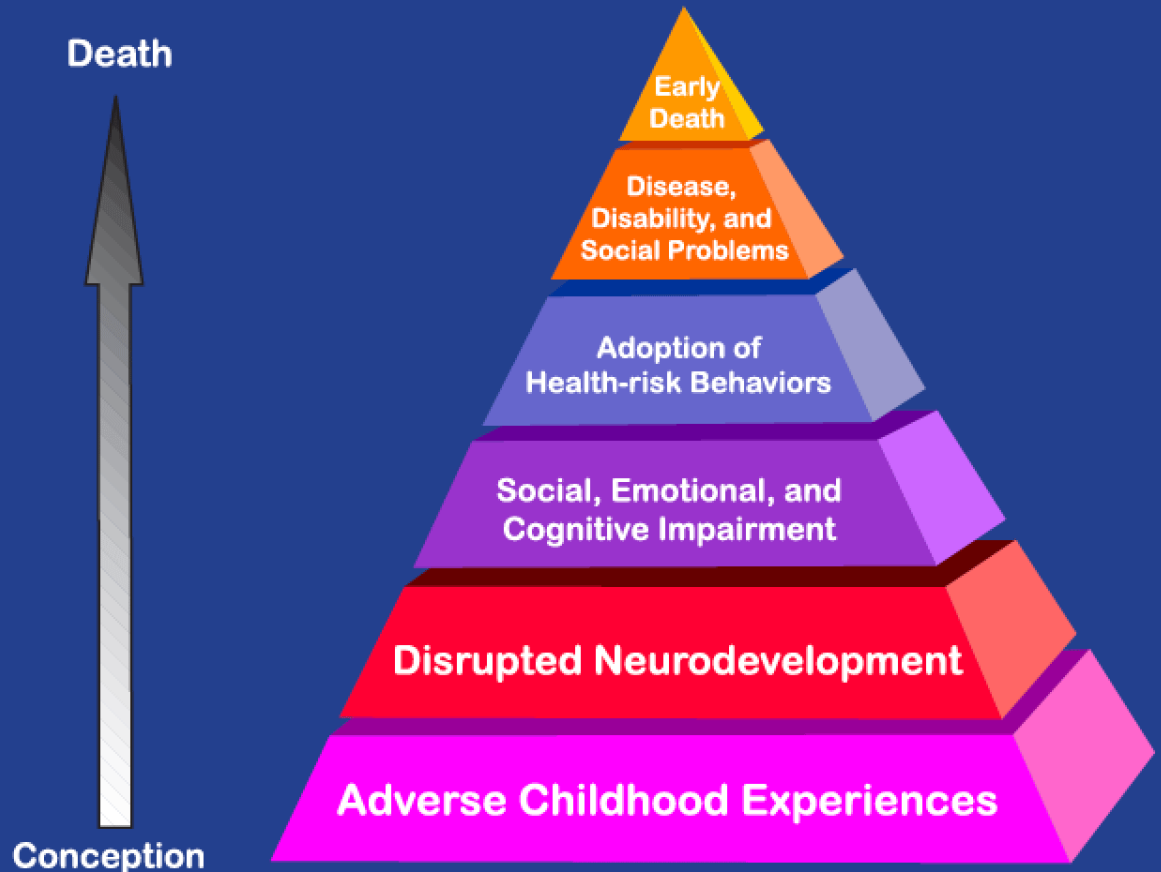 Death
Early
Death
Disease,
Disability, and
Social Problems
Adoption of
Health-risk Behaviors
Social, Emotional, and
Cognitive Impairment
Disrupted Neurodevelopment
Adverse Childhood Experiences
Conception